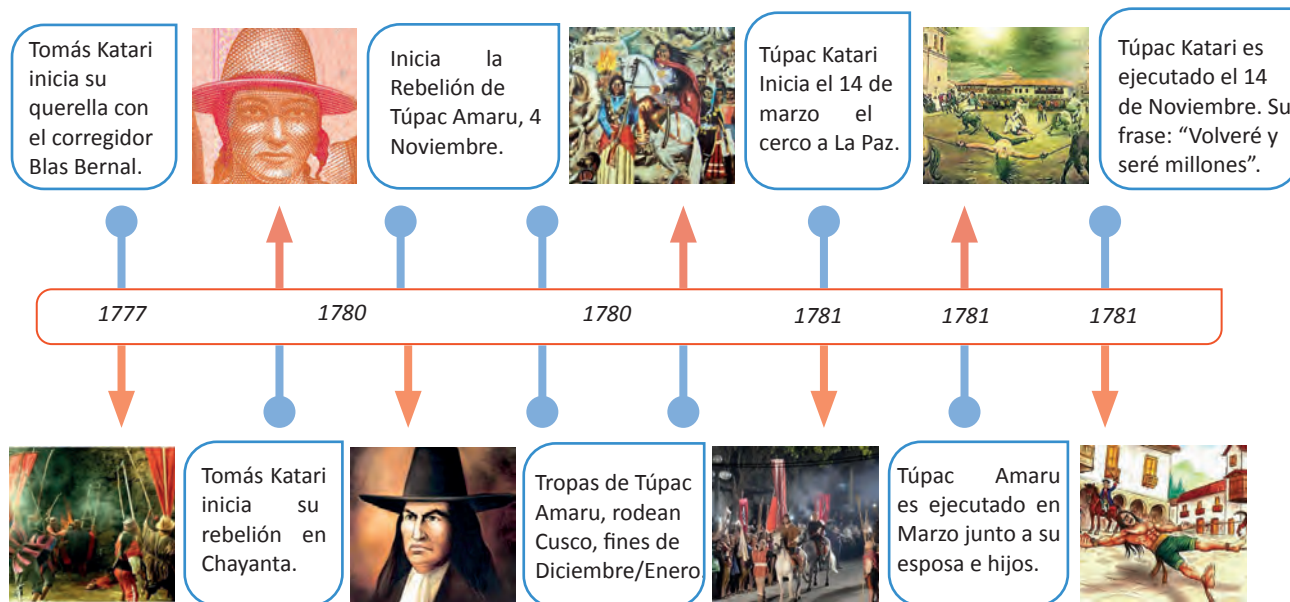 Tomás Katari
inicia su
querella con
el corregidor
Blas Bernal.
Inicia la
Rebelión de
Túpac Amaru, 4
Noviembre.
Túpac Katari
Inicia el 14 de
marzo el
cerco a La Paz.
Túpac Katari es
ejecutado el 14
de Noviembre. Su
frase: “Volveré y
seré millones”.
1777
1780
1780
1781
1781
1781
Tomás Katari
inicia su
rebelión en
Chayanta.
Tropas de Túpac
Amaru, rodean
Cusco, fines de
Diciembre/Enero.
Túpac Amaru
es ejecutado en
Marzo junto a su
esposa e hijos.